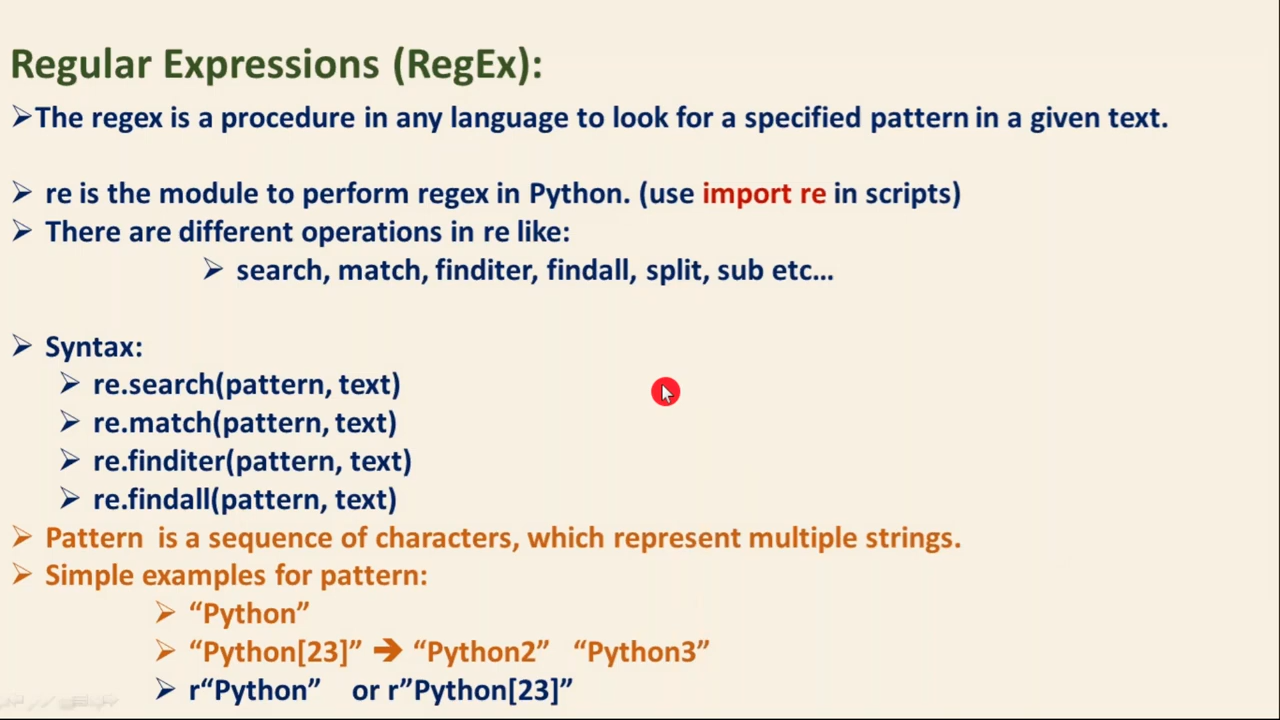 Regular Expressions (RegEx):
➢The regex is a procedure in any language to look for a specified pattern in a given text.
➢ re is the module to perform regex in Python. (use import re in scripts)
➢ There are different operations in re like:
➢ search, match, finditer, findall, split, sub etc...
➢ Syntax:
➢ re.search(pattern, text)
➢ re.match(pattern, text)
➢ re.finditer(pattern, text)
➢ re.findall(pattern, text)
➢ Pattern is a sequence of characters, which represent multiple strings.
➢ Simple examples for pattern:
➢ “Python”
➢ “Python[23]” ➔ “Python2” “Python3”
➢ r“Python” or r”Python[23]”